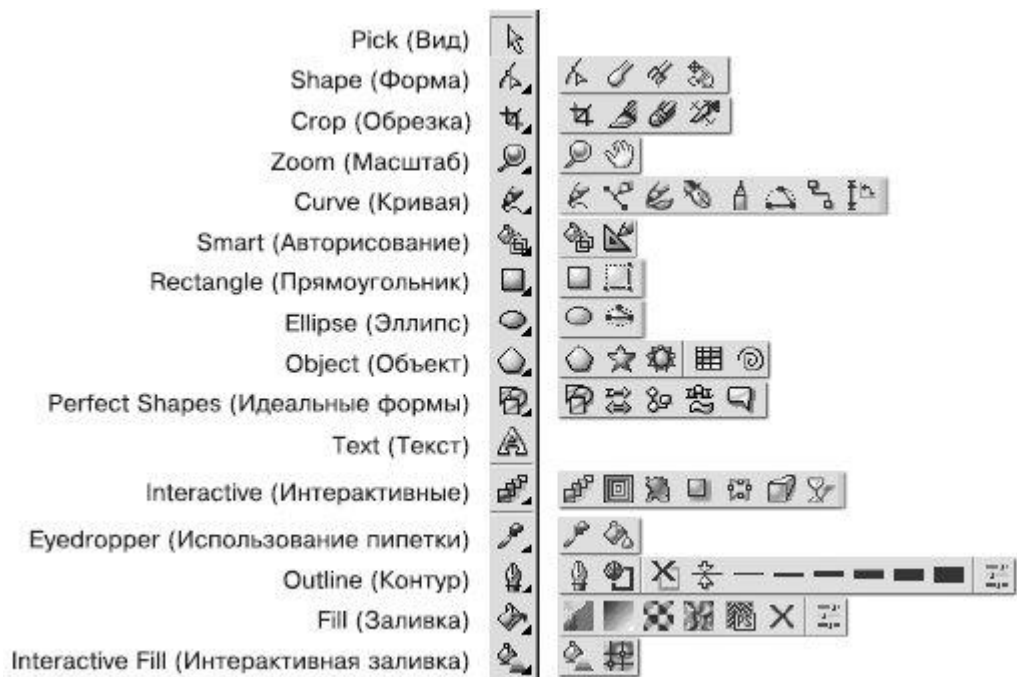 Pick (Вид)
Shape (Форма)
Crop (Обрезка)
Zoom (Масштаб)
Curve (Кривая)
Smart (Авторисование)
Rectangle (Прямоугольник)
Ellipse (Эллипс)
Object (Объект)
Perfect Shapes (Идеальные формы)
Text (Текст)
Interactive (Интерактивные)
Eyedropper (Использование пипетки)
Outline (Контур)
Fill (Заливка)
Interactive Fill (Интерактивная заливка)